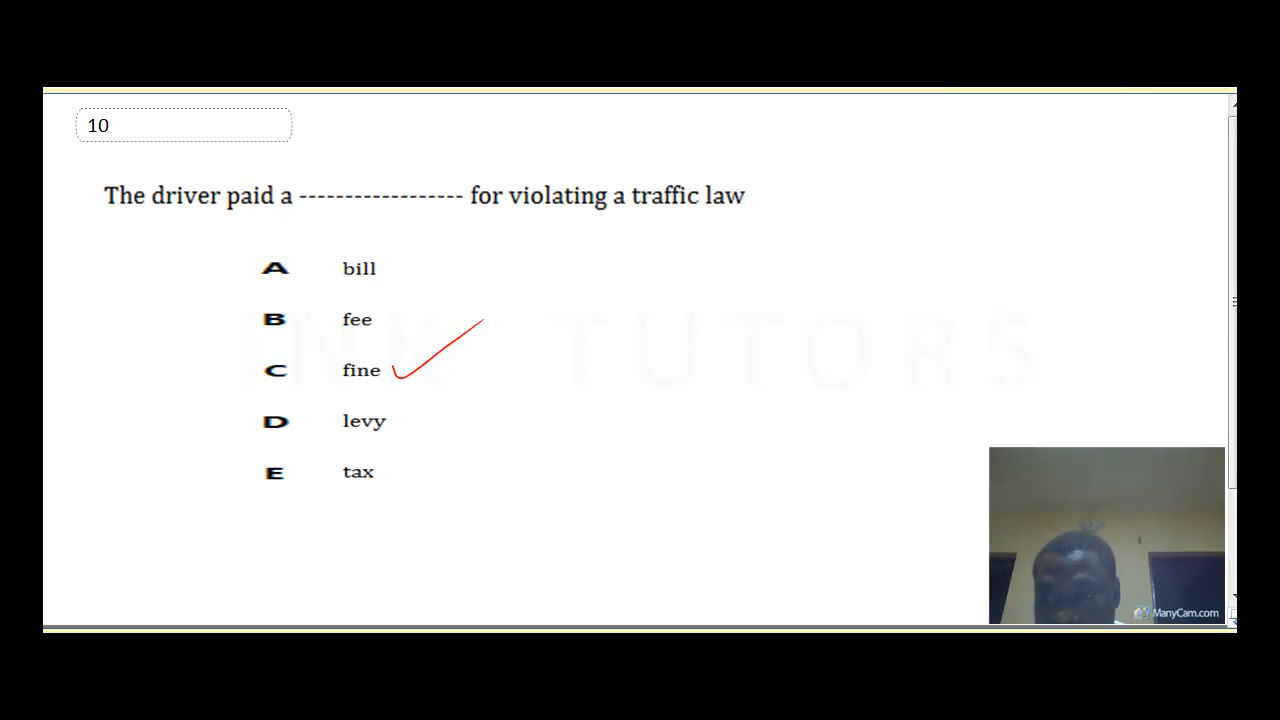 10
The driver paid a ------------------ for violating a traffic law
A bill
B fee
C fine
D levy
E tax
INK TUTORS
ManyCam.com